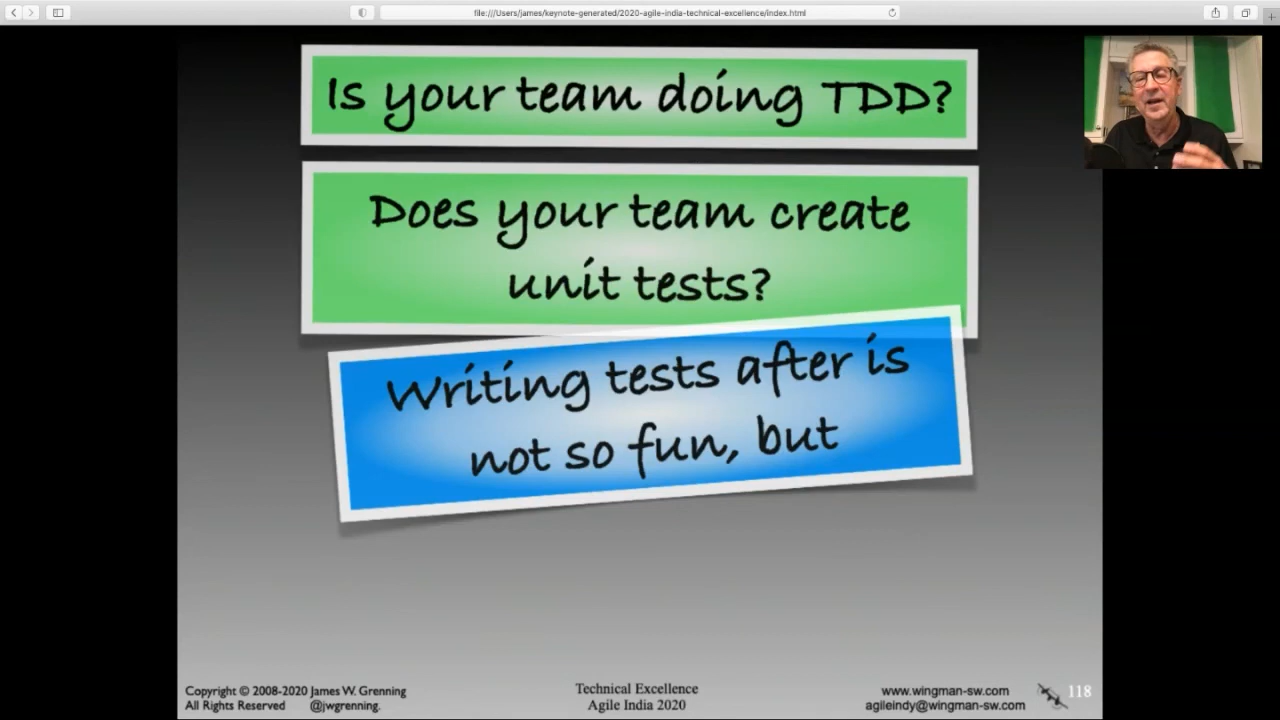 file:///Users/james/keynote-generated/2020-agile-india-technical-excellence/index.html
Is your team doing TDD?
Does your team create
unit tests?
Writing tests after is
not so fun, but
Copyright © 2008-2020 James W. Grenning
All Rights Reserved @jwgrenning.
Technical Excellence
Agile India 2020
www.wingman-sw.com
agileindy@wingman-sw.com
118